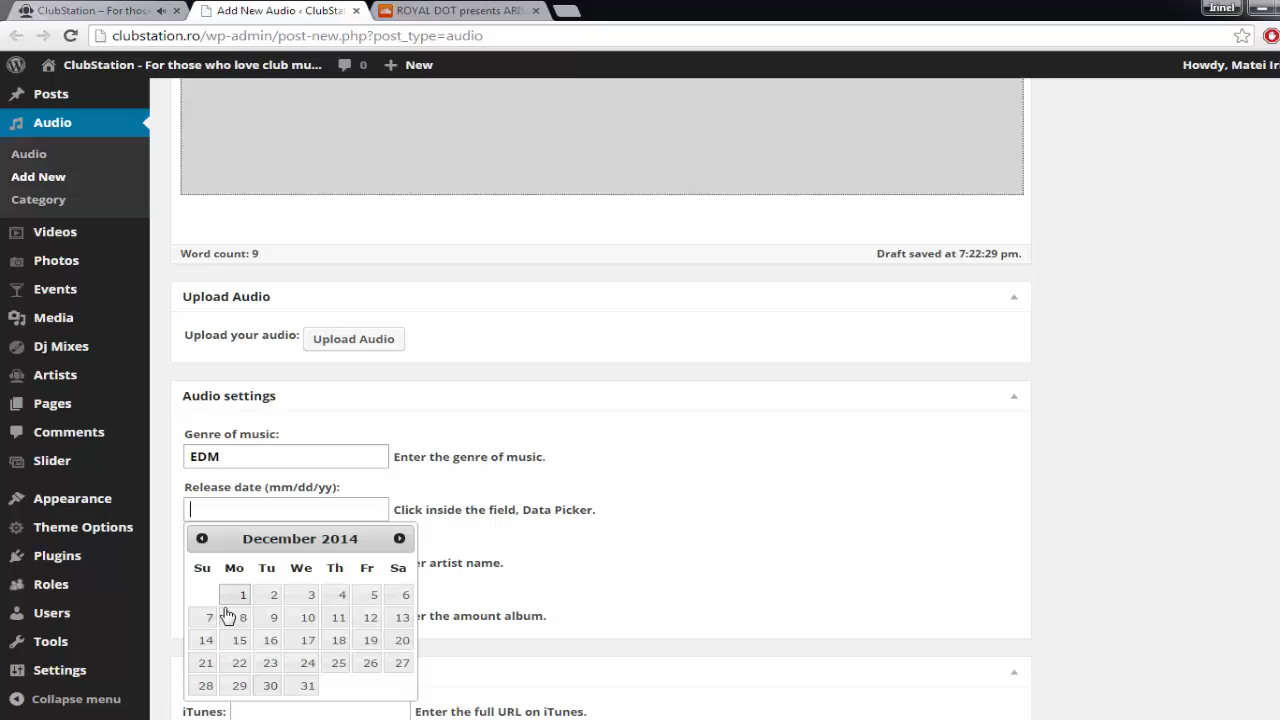 ClubStation – For thos
Add New Audio ‹ ClubStat
ROYAL DOT presents ARI
Irinel
clubstation.ro/wp-admin/post-new.php?post_type=audio
ClubStation - For those who love club mu...
0
New
Howdy, Matei Ir
Posts
Audio
Audio
Add New
Category
Videos
Photos
Events
Media
Dj Mixes
Artists
Pages
Comments
Slider
Appearance
Theme Options
Plugins
Roles
Users
Tools
Settings
Collapse menu
Word count: 9
Draft saved at 7:22:29 pm.
Upload Audio
Upload your audio: Upload Audio
Audio settings
Genre of music:
EDM Enter the genre of music.
Release date (mm/dd/yy):
Click inside the field, Data Picker.
December 2014
er artist name.
Su Mo Tu We Th Fr Sa
1 2 3 4 5 6
7 8 9 10 11 12 13
er the amount album.
14 15 16 17 18 19 20
21 22 23 24 25 26 27
28 29 30 31
iTunes: Enter the full URL on iTunes.